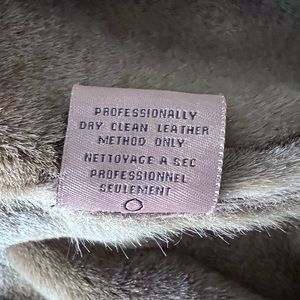 PROFESSIONALLY
DRY CLEAN LEATHER
METHOD ONLY
NETTOYAGE A SEC
PROFESSIONNEL
SEULEMENT